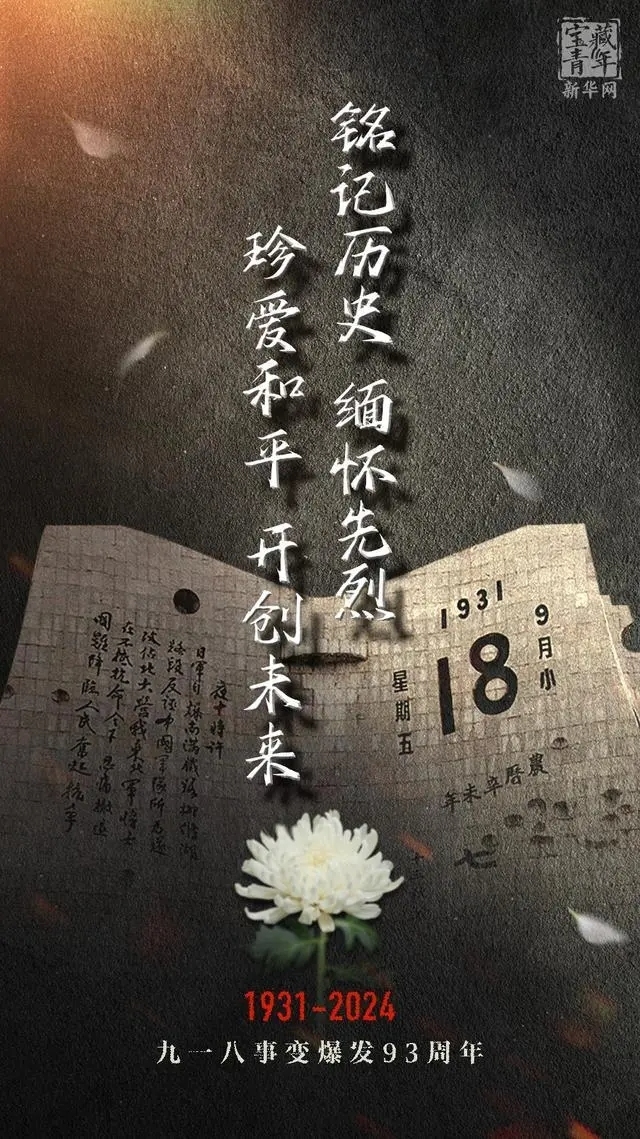 宝藏青年
新华网
铭记历史 缅怀先烈
珍爱和平 开创未来
1931
9月小
18
星期五
农历辛未年
七
夜十时许
日军自爆南满铁路柳条湖
路段反诬中国军队所为遂
攻占北大营我东北军将士
在不抵抗命令下忍痛撤退
国难降临人民奋起抗争
1931-2024
九一八事变爆发93周年